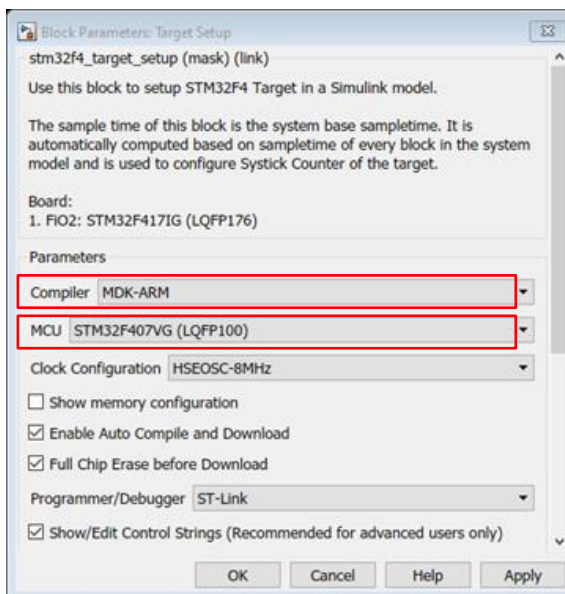 Block Parameters: Target Setup
stm32f4_target_setup (mask) (link)
Use this block to setup STM32F4 Target in a Simulink model.
The sample time of this block is the system base sampletime. It is
automatically computed based on sampletime of every block in the system
model and is used to configure Systick Counter of the target.
Board:
1. FiO2: STM32F417IG (LQFP176)
Parameters
Compiler MDK-ARM
MCU STM32F407VG (LQFP100)
Clock Configuration HSEOSC-8MHz
Show memory configuration
Enable Auto Compile and Download
Full Chip Erase before Download
Programmer/Debugger ST-Link
Show/Edit Control Strings (Recommended for advanced users only)
OK Cancel Help Apply